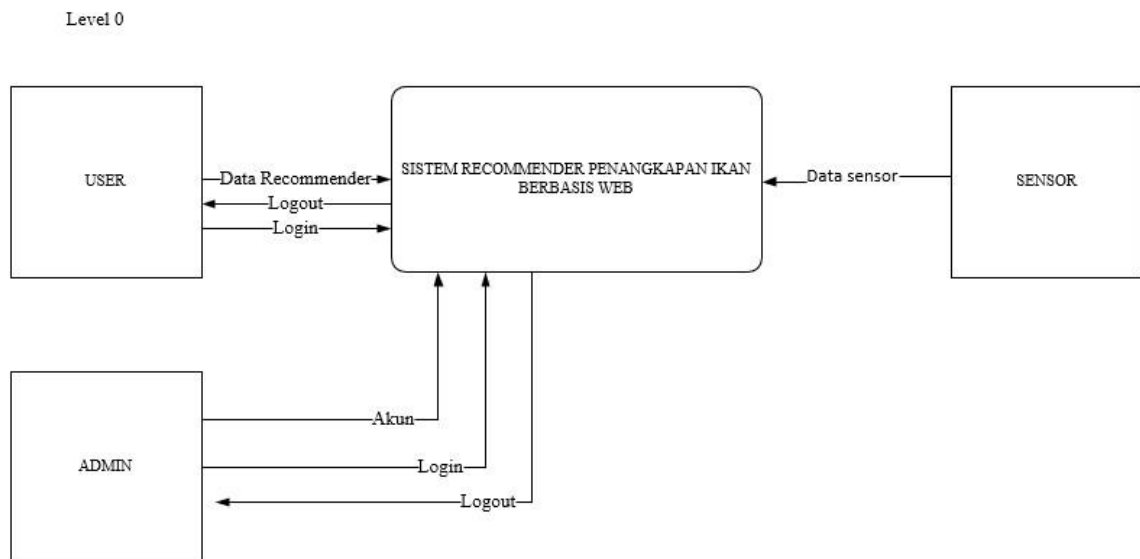 Level 0
USER
Data Recommender
Logout
Login
SISTEM RECOMMENDER PENANGKAPAN IKAN
BERBASIS WEB
Data sensor
SENSOR
ADMIN
Akun
Login
Logout